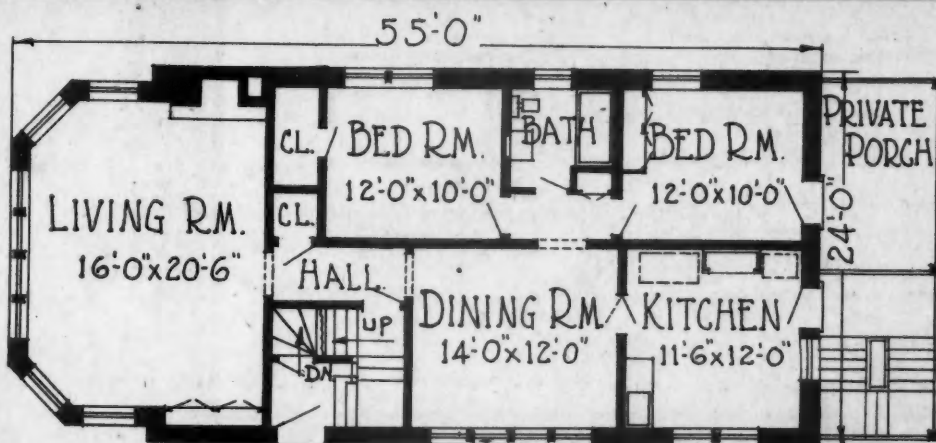 55'-0"
PRIVATE
PORCH
CL.
BED RM.
12'-0"x10'-0"
BATH
BED RM.
12'-0"x10'-0"
24'-0"
LIVING RM.
16'-0"x20'-6"
CL.
HALL
UP
DN
DINING RM.
14'-0"x12'-0"
KITCHEN
11'-6"x12'-0"